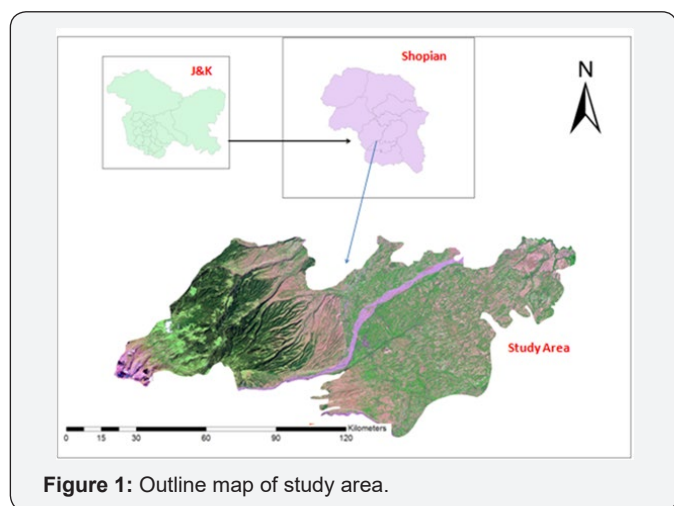 J&K
Shopian
N
Study Area
Kilometers
0 15 30 60 90 120
Figure 1: Outline map of study area.